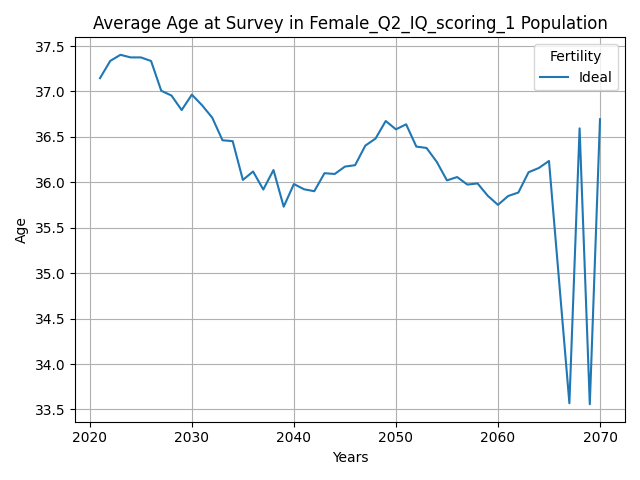 Average Age at Survey in Female_Q2_IQ_scoring_1 Population
Fertility
Ideal
37.5
37.0
36.5
36.0
35.5
35.0
34.5
34.0
33.5
Age
2020 2030 2040 2050 2060 2070
Years